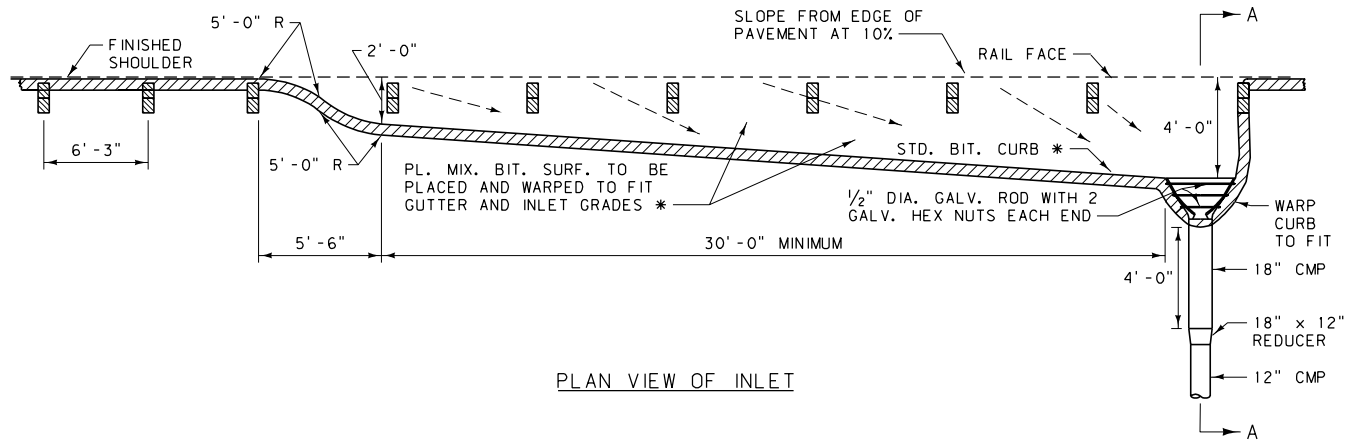 A
SLOPE FROM EDGE OF
PAVEMENT AT 10%
5'-0" R
FINISHED
SHOULDER
2'-0"
RAIL FACE
4'-0"
6'-3"
5'-0" R
STD. BIT. CURB *
PL. MIX. BIT. SURF. TO BE
PLACED AND WARPED TO FIT
GUTTER AND INLET GRADES *
1/2" DIA. GALV. ROD WITH 2
GALV. HEX NUTS EACH END
WARP
CURB
TO FIT
5'-6"
30'-0" MINIMUM
4'-0"
18" CMP
18" x 12"
REDUCER
12" CMP
PLAN VIEW OF INLET
A